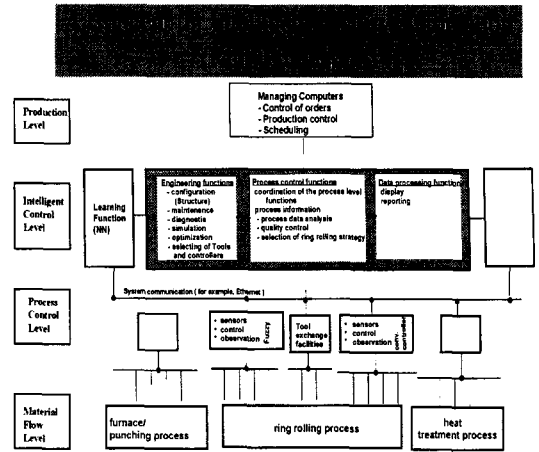 Managing Computers
- Control of orders
- Production control
- Scheduling
Production
Level
Intelligent
Control
Level
Learning
Function
(NN)
Engineering functions
- configuration
(Structure)
- maintenance
- diagnostic
- simulation
- optimization
- selecting of Tools
and controllers
Process control functions
coordination of the process level
functions
process information
- process data analysis
- quality control
- selection of ring rolling strategy
Data processing function
display
reporting
System communication ( for example, Ethernet )
Process
Control
Level
• sensors
• control
• observation
Fuzzy
Tool
exchange
facilities
• sensors
• control
• observation
conv.
controller
Material
Flow
Level
furnace/
punching process
ring rolling process
heat
treatment process